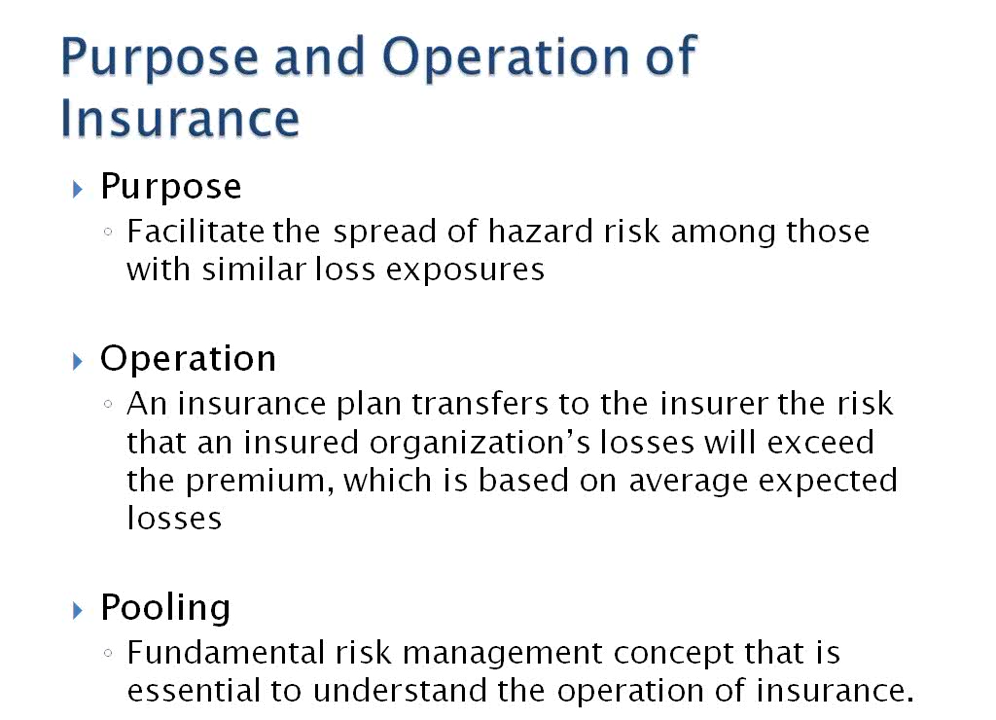 Purpose and Operation of
Insurance
Purpose
Facilitate the spread of hazard risk among those
with similar loss exposures
Operation
An insurance plan transfers to the insurer the risk
that an insured organization’s losses will exceed
the premium, which is based on average expected
losses
Pooling
Fundamental risk management concept that is
essential to understand the operation of insurance.